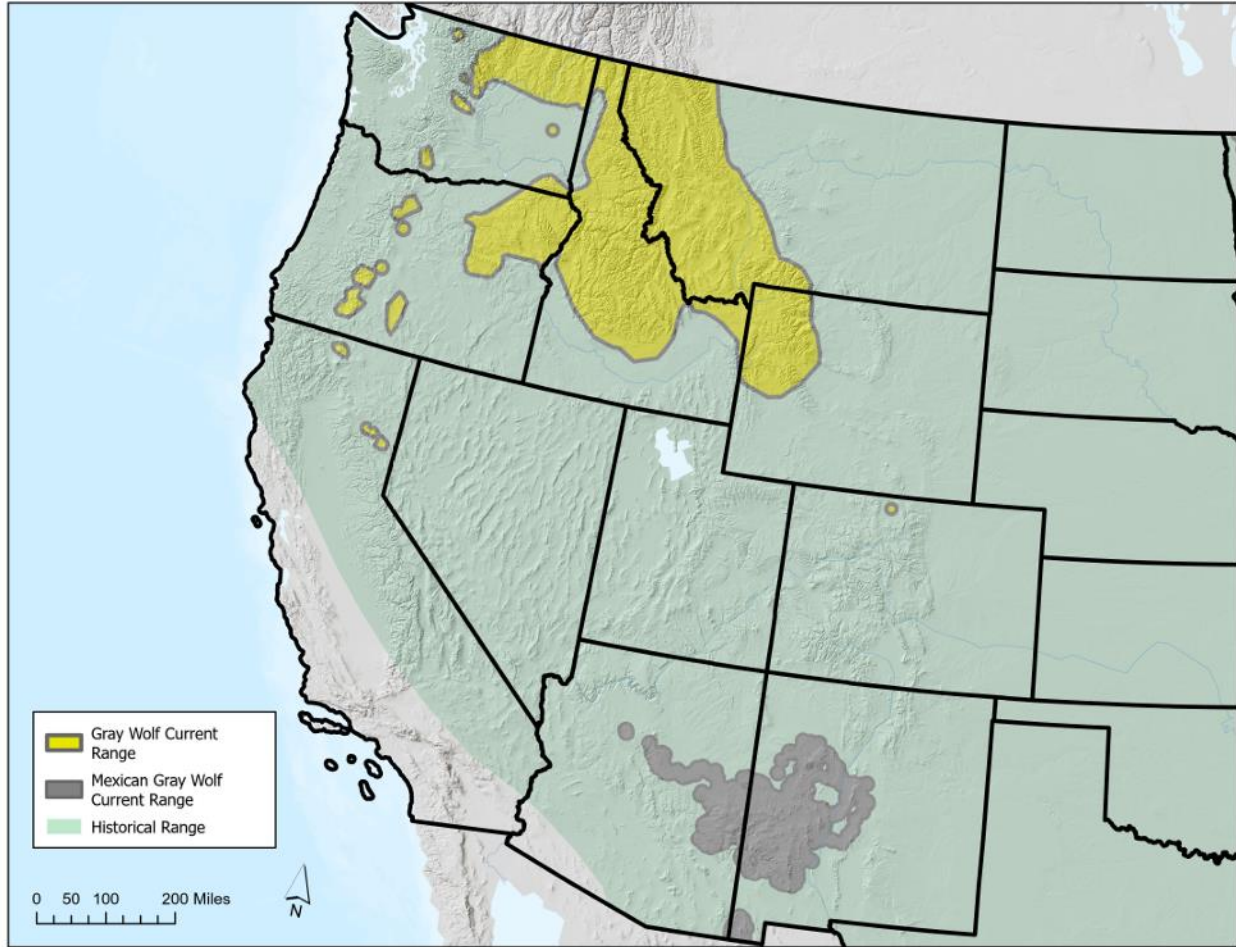 Gray Wolf Current
Range
Mexican Gray Wolf
Current Range
Historical Range
0 50 100 200 Miles
N